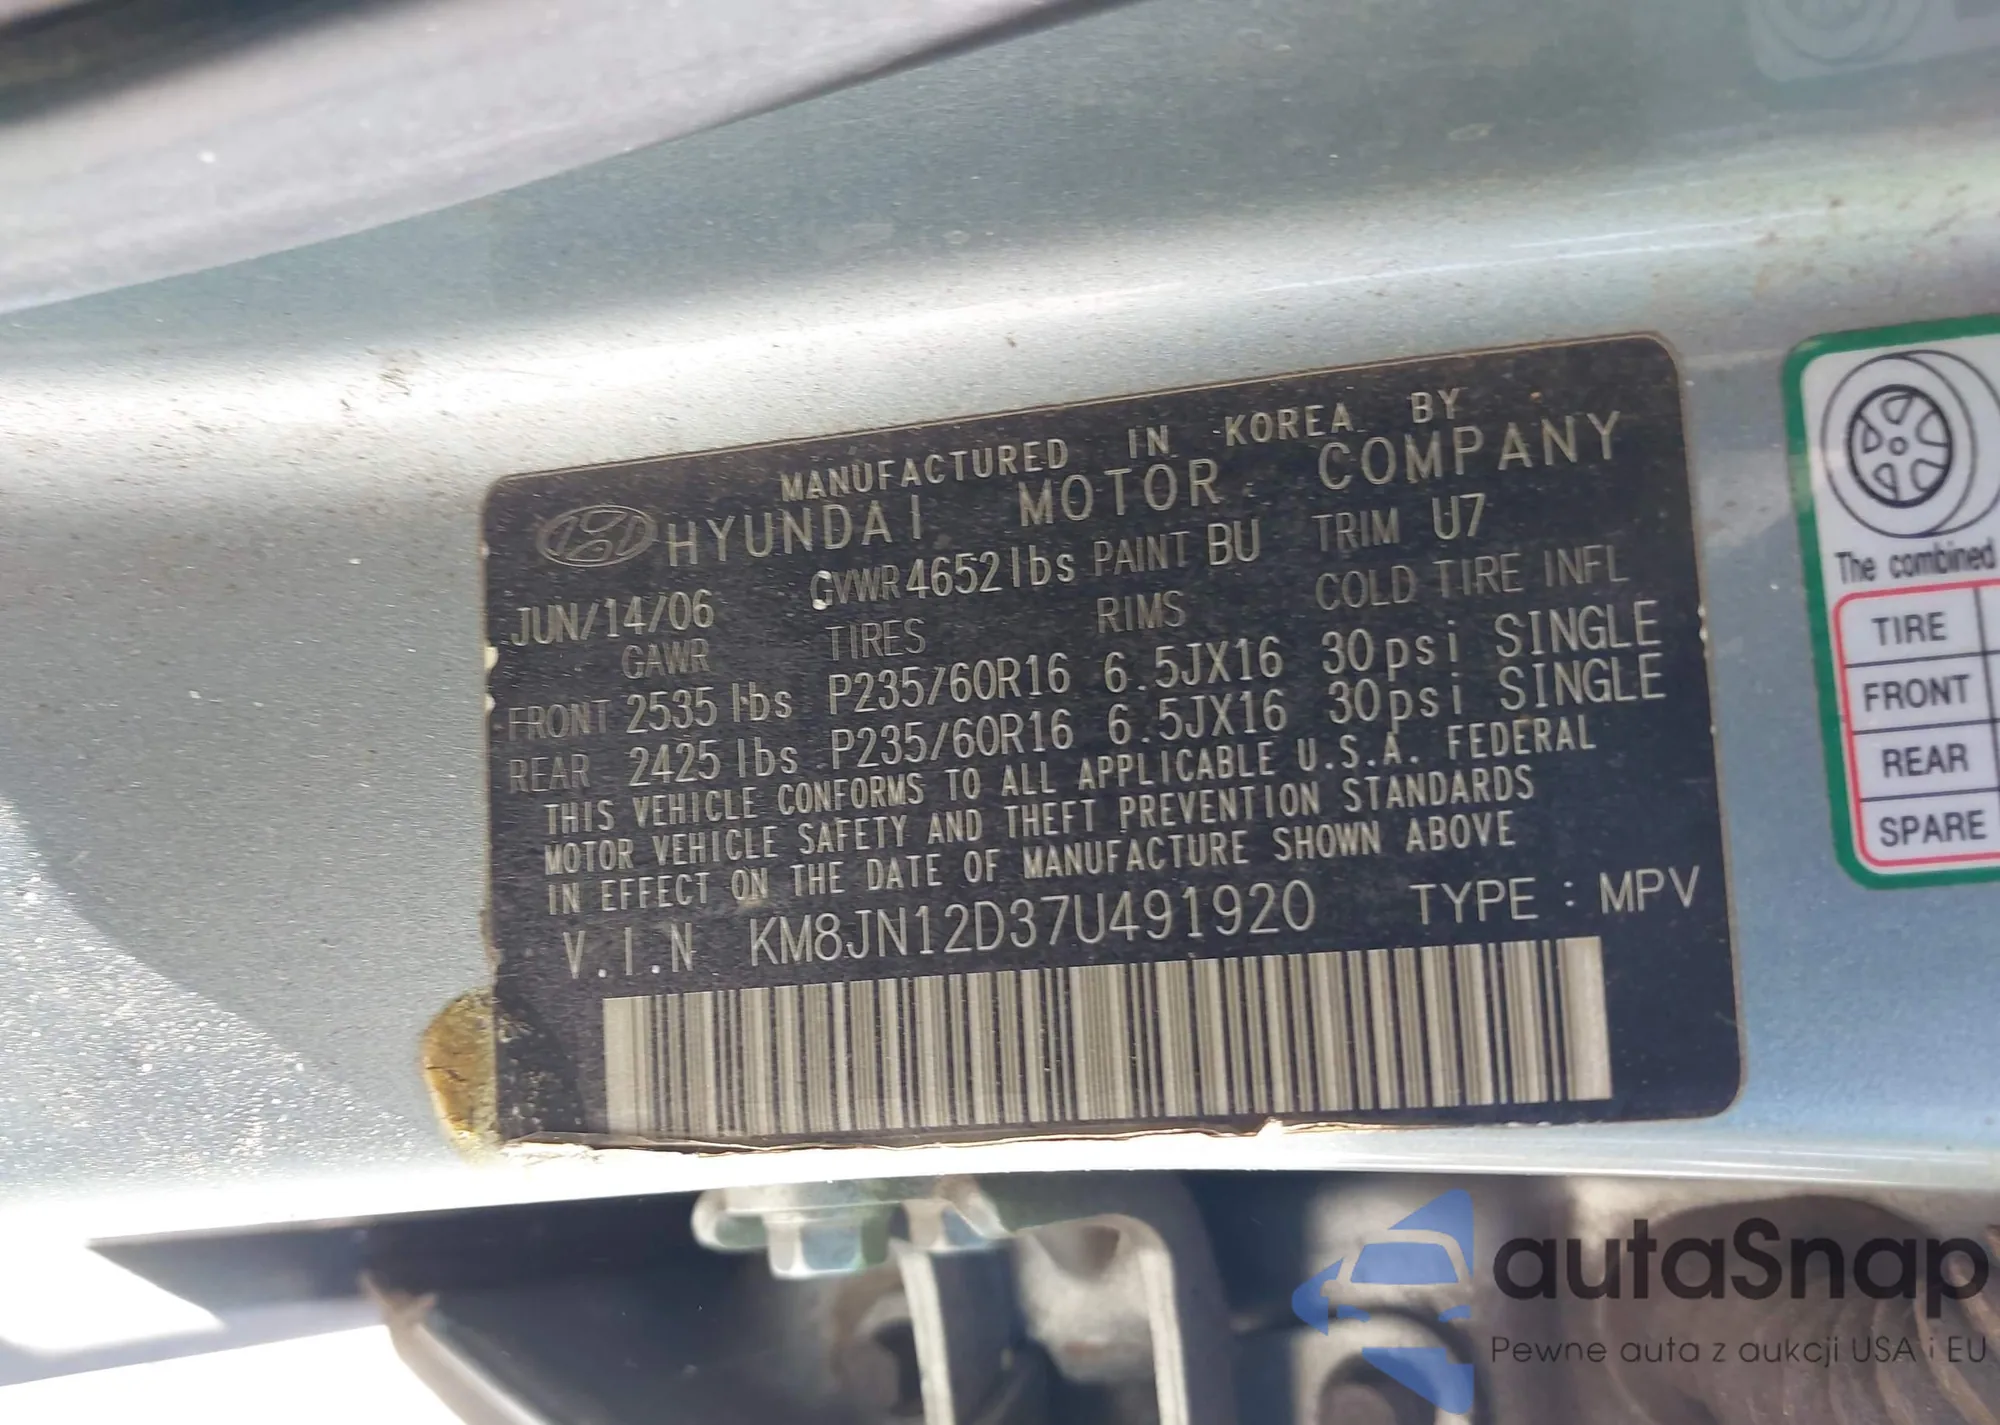 MANUFACTURED IN KOREA BY
HYUNDAI MOTOR COMPANY
JUN/14/06 GVWR 4652 lbs PAINT BU TRIM U7
GAWR TIRES RIMS COLD TIRE INFL
FRONT 2535 lbs P235/60R16 6.5JX16 30psi SINGLE
REAR 2425 lbs P235/60R16 6.5JX16 30psi SINGLE
THIS VEHICLE CONFORMS TO ALL APPLICABLE U.S.A. FEDERAL
MOTOR VEHICLE SAFETY AND THEFT PREVENTION STANDARDS
IN EFFECT ON THE DATE OF MANUFACTURE SHOWN ABOVE
V.I.N KM8JN12D37U491920 TYPE : MPV
The combined
TIRE
FRONT
REAR
SPARE
autaSnap
Pewne auta z aukcji USA i EU